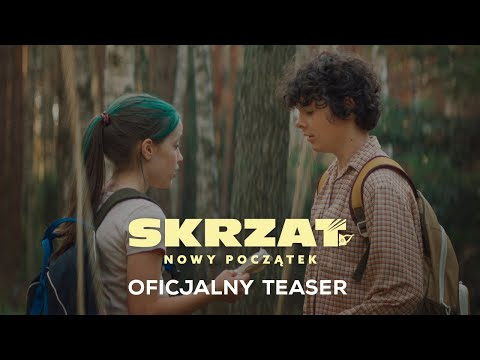 SKRZAT
NOWY POCZĄTEK
OFICJALNY TEASER